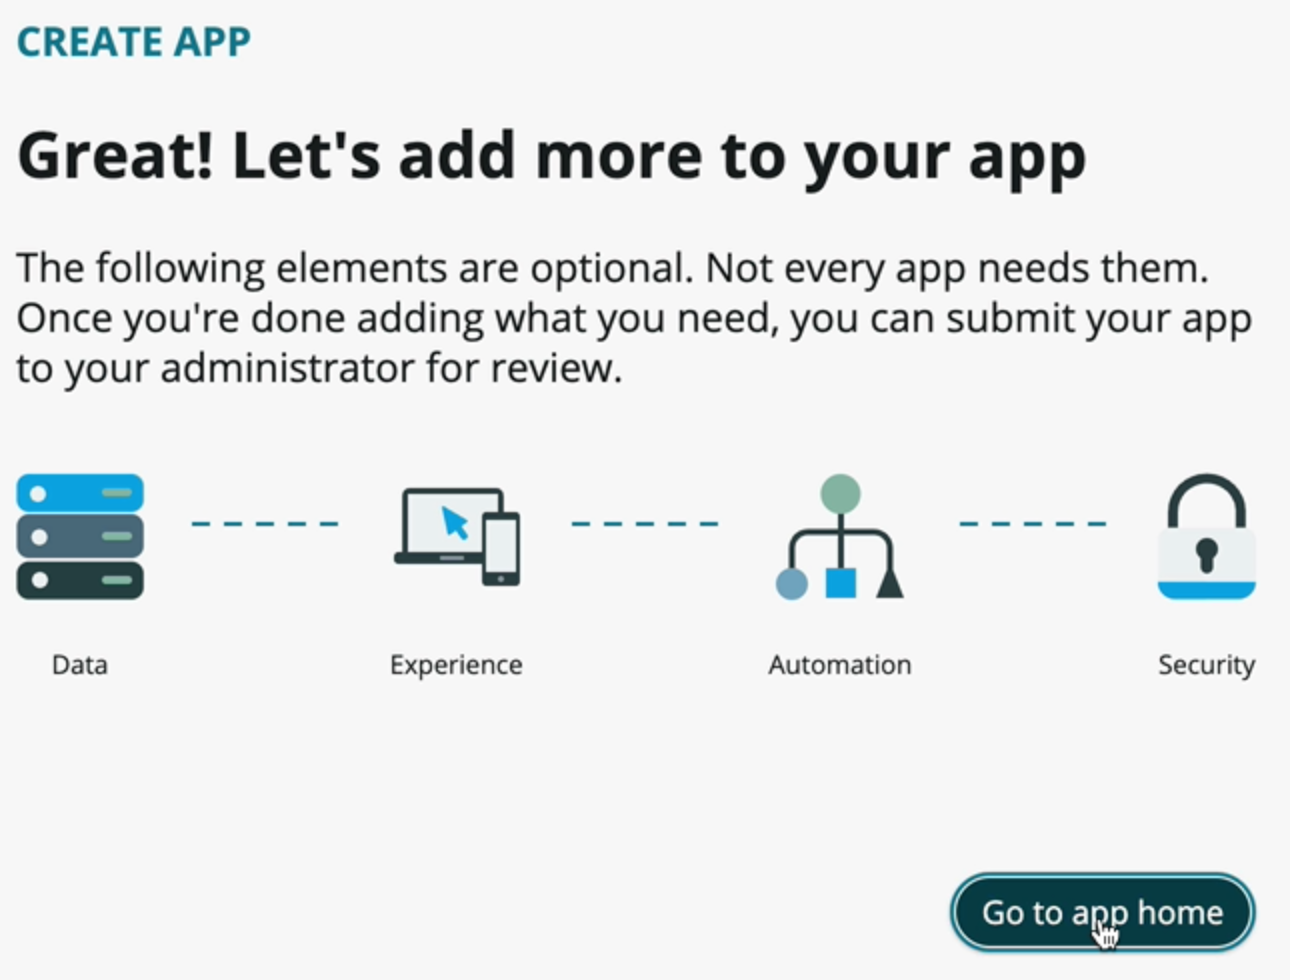 CREATE APP
Great! Let's add more to your app
The following elements are optional. Not every app needs them.
Once you're done adding what you need, you can submit your app
to your administrator for review.
Data
Experience
Automation
Security
Go to app home